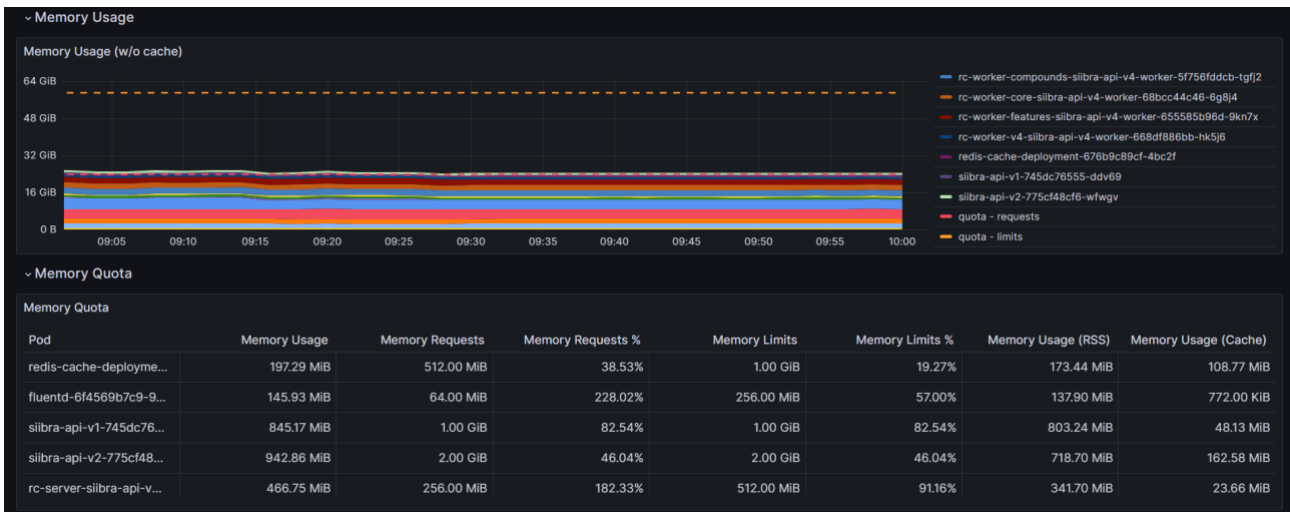 Memory Usage
Memory Usage (w/o cache)
64 GiB
48 GiB
32 GiB
16 GiB
0 B
09:05 09:10 09:15 09:20 09:25 09:30 09:35 09:40 09:45 09:50 09:55 10:00
rc-worker-compounds-siibra-api-v4-worker-5f756fddcb-tgfj2
rc-worker-core-siibra-api-v4-worker-68bcc44c46-6g8j4
rc-worker-features-siibra-api-v4-worker-655585b96d-9kn7x
rc-worker-v4-siibra-api-v4-worker-668df886bb-hk5j6
redis-cache-deployment-676b9c89cf-4bc2f
siibra-api-v1-745dc76555-ddv69
siibra-api-v2-775cf48cf6-wfwgv
quota - requests
quota - limits
Memory Quota
Memory Quota
Pod Memory Usage Memory Requests Memory Requests % Memory Limits Memory Limits % Memory Usage (RSS) Memory Usage (Cache)
redis-cache-deployme... 197.29 MiB 512.00 MiB 38.53% 1.00 GiB 19.27% 173.44 MiB 108.77 MiB
fluentd-6f4569b7c9-9... 145.93 MiB 64.00 MiB 228.02% 256.00 MiB 57.00% 137.90 MiB 772.00 KiB
siibra-api-v1-745dc76... 845.17 MiB 1.00 GiB 82.54% 1.00 GiB 82.54% 803.24 MiB 48.13 MiB
siibra-api-v2-775cf48... 942.86 MiB 2.00 GiB 46.04% 2.00 GiB 46.04% 718.70 MiB 162.58 MiB
rc-server-siibra-api-v... 466.75 MiB 256.00 MiB 182.33% 512.00 MiB 91.16% 341.70 MiB 23.66 MiB